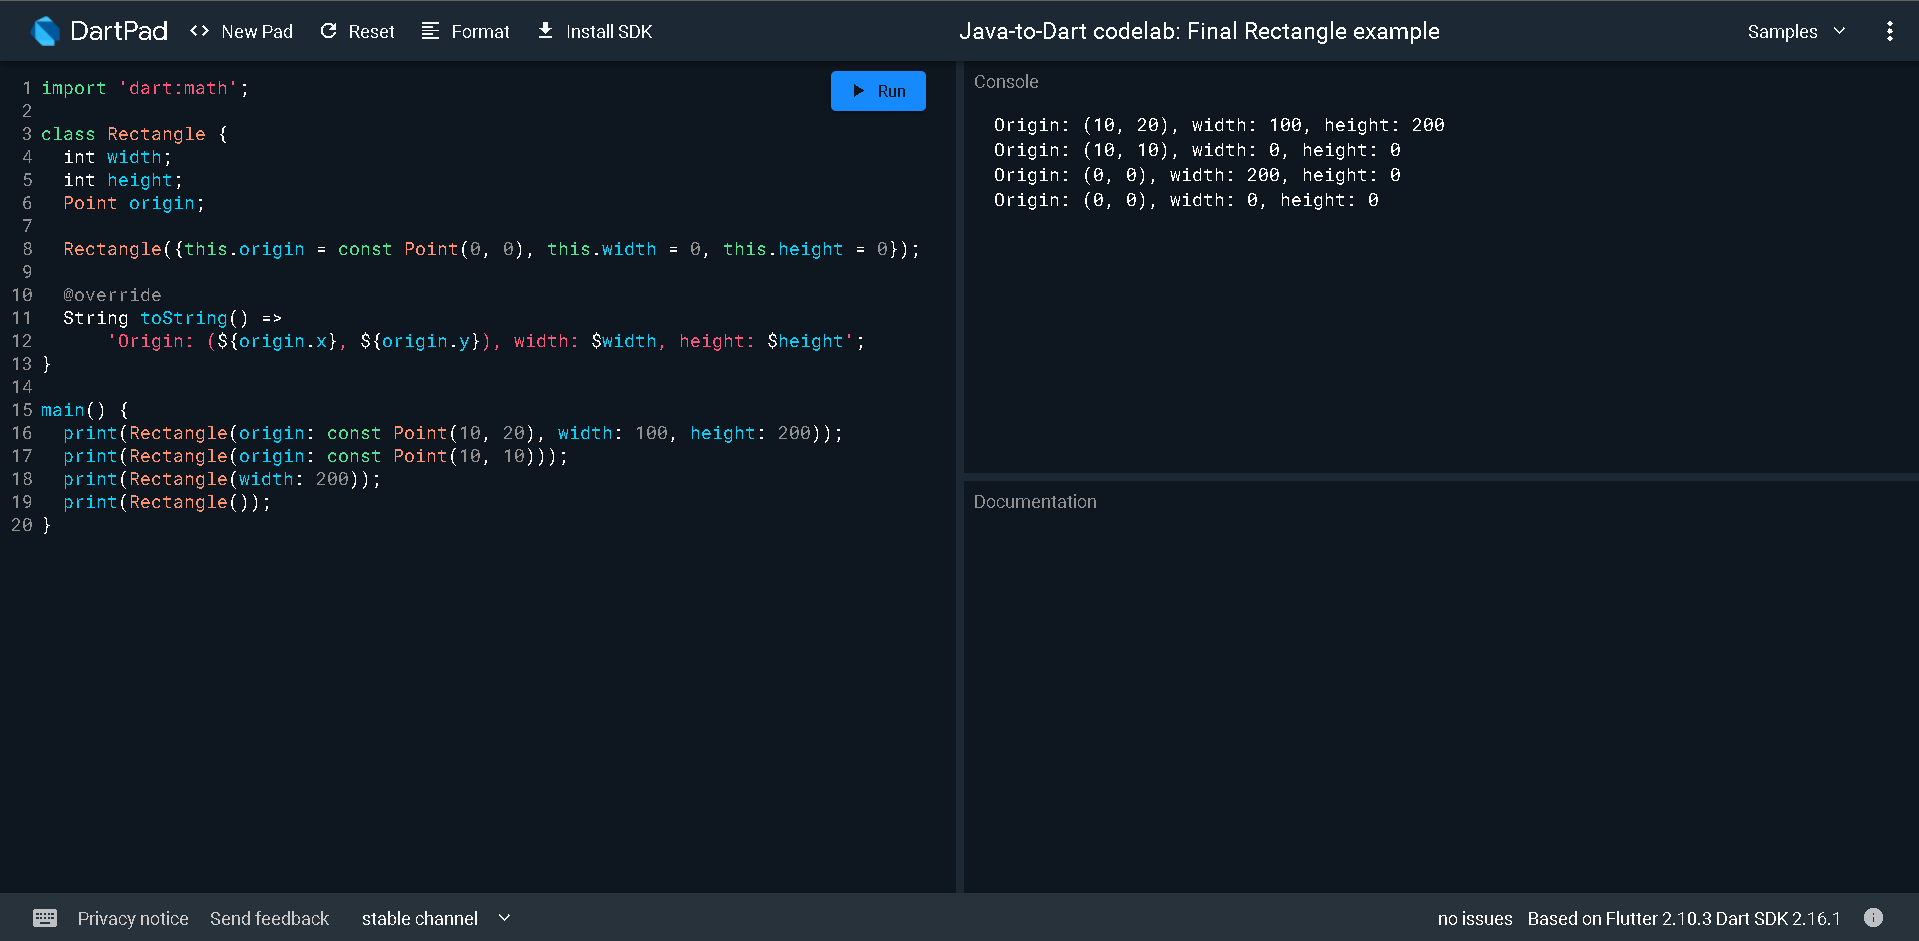 DartPad <> New Pad Reset Format Install SDK Java-to-Dart codelab: Final Rectangle example Samples
Run
1 import 'dart:math';
2
3 class Rectangle {
4   int width;
5   int height;
6   Point origin;
7
8   Rectangle({this.origin = const Point(0, 0), this.width = 0, this.height = 0});
9
10   @override
11   String toString() =>
12       'Origin: (${origin.x}, ${origin.y}), width: $width, height: $height';
13 }
14
15 main() {
16   print(Rectangle(origin: const Point(10, 20), width: 100, height: 200));
17   print(Rectangle(origin: const Point(10, 10)));
18   print(Rectangle(width: 200));
19   print(Rectangle());
20 }
Console
Origin: (10, 20), width: 100, height: 200
Origin: (10, 10), width: 0, height: 0
Origin: (0, 0), width: 200, height: 0
Origin: (0, 0), width: 0, height: 0
Documentation
Privacy notice Send feedback stable channel no issues Based on Flutter 2.10.3 Dart SDK 2.16.1